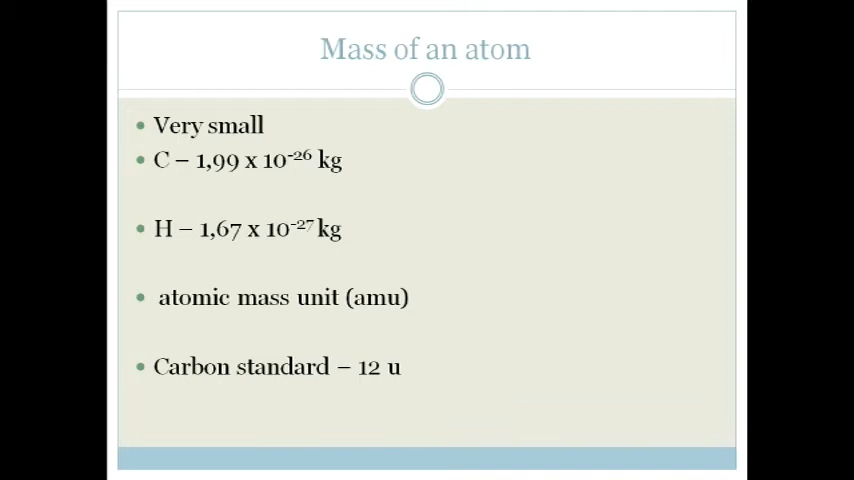 Mass of an atom
• Very small
• C – 1,99 x 10⁻²⁶ kg
• H – 1,67 x 10⁻²⁷ kg
• atomic mass unit (amu)
• Carbon standard – 12 u